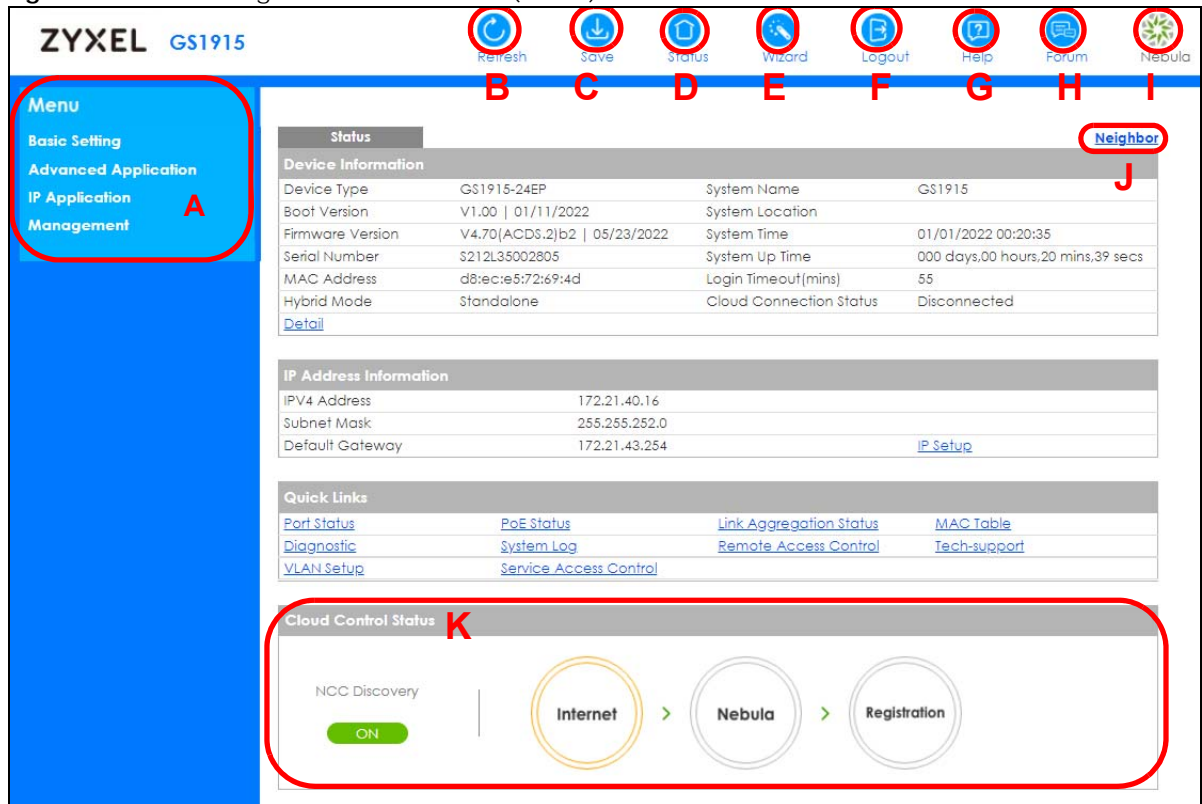 ZYXEL GS1915
Refresh Save Status Wizard Logout Help Forum Nebula
B C D E F G H I
Menu
Basic Setting
Advanced Application
IP Application
Management
A
Status
Neighbor
J
Device Information
Device Type GS1915-24EP System Name GS1915
Boot Version V1.00 | 01/11/2022 System Location
Firmware Version V4.70(ACDS.2)b2 | 05/23/2022 System Time 01/01/2022 00:20:35
Serial Number S212L35002805 System Up Time 000 days,00 hours,20 mins,39 secs
MAC Address d8:ec:e5:72:69:4d Login Timeout(mins) 55
Hybrid Mode Standalone Cloud Connection Status Disconnected
Detail
IP Address Information
IPV4 Address 172.21.40.16
Subnet Mask 255.255.252.0
Default Gateway 172.21.43.254 IP Setup
Quick Links
Port Status PoE Status Link Aggregation Status MAC Table
Diagnostic System Log Remote Access Control Tech-support
VLAN Setup Service Access Control
Cloud Control Status K
NCC Discovery
ON
Internet > Nebula > Registration